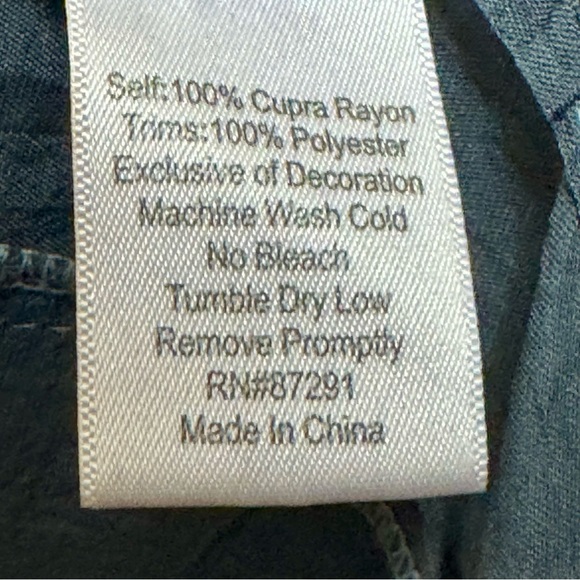 Self:100% Cupra Rayon
Trims:100% Polyester
Exclusive of Decoration
Machine Wash Cold
No Bleach
Tumble Dry Low
Remove Promptly
RN#87291
Made In China